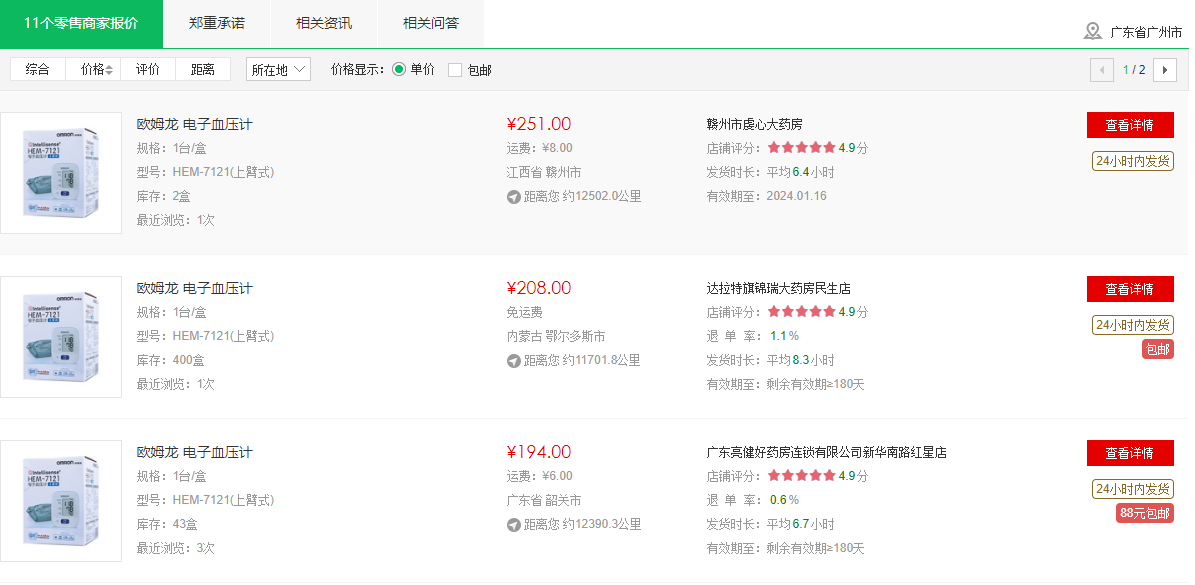 11个零售商家报价 郑重承诺 相关资讯 相关问答
广东省广州市
综合 价格 评价 距离 所在地 价格显示： 单价 包邮 1 / 2
欧姆龙 电子血压计 ¥251.00 赣州市虔心大药房 查看详情
规格：1台/盒 运费：¥8.00 店铺评分：4.9分 24小时内发货
型号：HEM-7121(上臂式) 江西省 赣州市 发货时长：平均6.4小时
库存：2盒 距离您 约12502.0公里 有效期至：2024.01.16
最近浏览：1次
omron
Intellisense
HEM-7121
欧姆龙 电子血压计 ¥208.00 达拉特旗锦瑞大药房民生店 查看详情
规格：1台/盒 免运费 店铺评分：4.9分 24小时内发货
型号：HEM-7121(上臂式) 内蒙古 鄂尔多斯市 退 单 率：1.1% 包邮
库存：400盒 距离您 约11701.8公里 发货时长：平均8.3小时
最近浏览：1次 有效期至：剩余有效期≥180天
omron
Intellisense
HEM-7121
欧姆龙 电子血压计 ¥194.00 广东亮健好药房连锁有限公司新华南路红星店 查看详情
规格：1台/盒 运费：¥6.00 店铺评分：4.9分 24小时内发货
型号：HEM-7121(上臂式) 广东省 韶关市 退 单 率：0.6% 88元包邮
库存：43盒 距离您 约12390.3公里 发货时长：平均6.7小时
最近浏览：3次 有效期至：剩余有效期≥180天
omron
Intellisense
HEM-7121